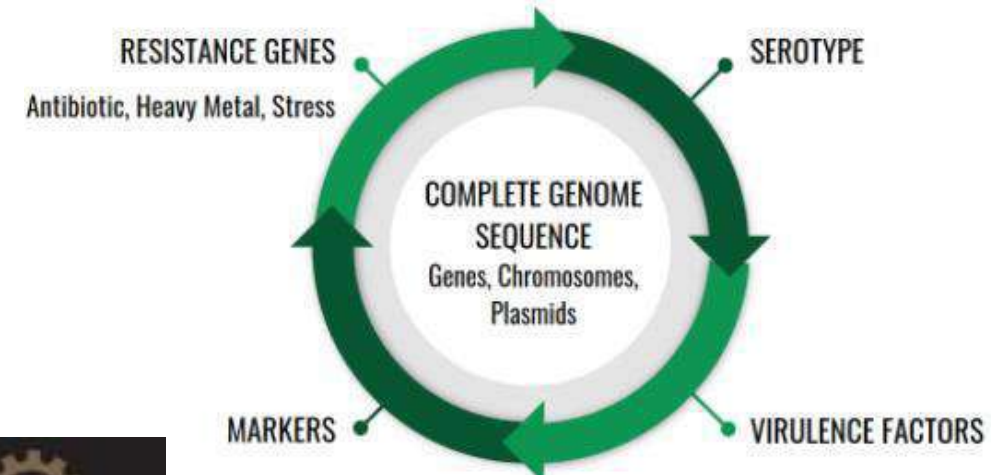 RESISTANCE GENES
Antibiotic, Heavy Metal, Stress
SEROTYPE
COMPLETE GENOME
SEQUENCE
Genes, Chromosomes,
Plasmids
MARKERS
VIRULENCE FACTORS